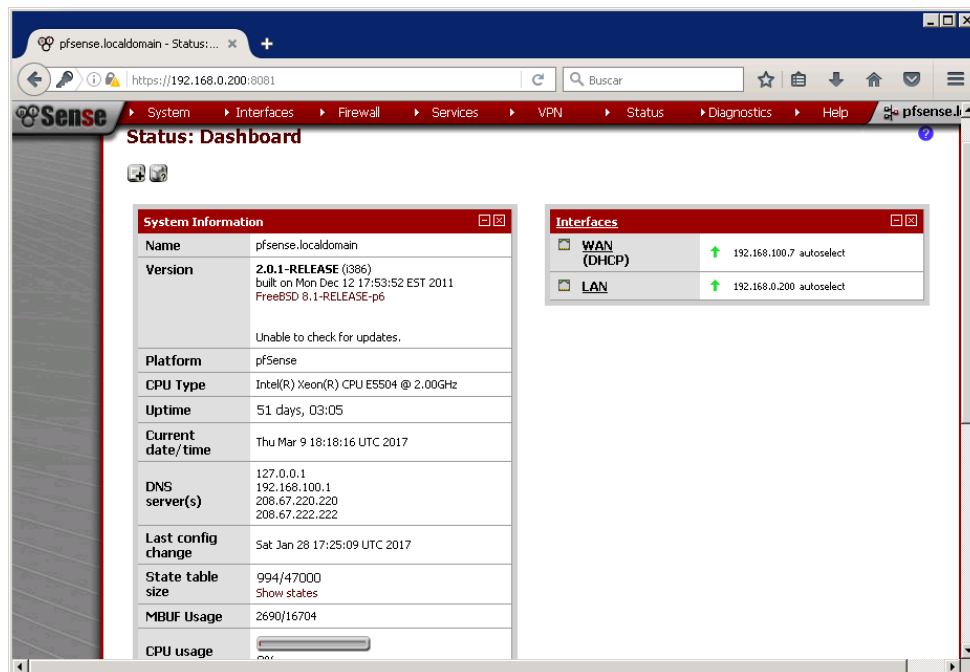 pfsense.localdomain - Status:...
https://192.168.0.200:8081
Buscar
Sense
System
Interfaces
Firewall
Services
VPN
Status
Diagnostics
Help
Status: Dashboard
System Information
Name
pfsense.localdomain
Version
2.0.1-RELEASE (i386)
built on Mon Dec 12 17:53:52 EST 2011
FreeBSD 8.1-RELEASE-p6
Unable to check for updates.
Platform
pfSense
CPU Type
Intel(R) Xeon(R) CPU E5504 @ 2.00GHz
Uptime
51 days, 03:05
Current
date/time
Thu Mar 9 18:18:16 UTC 2017
DNS
server(s)
127.0.0.1
192.168.100.1
208.67.220.220
208.67.222.222
Last config
change
Sat Jan 28 17:25:09 UTC 2017
State table
size
994/47000
Show states
MBUF Usage
2690/16704
CPU usage
Interfaces
WAN
(DHCP)
192.168.100.7 autoselect
LAN
192.168.0.200 autoselect